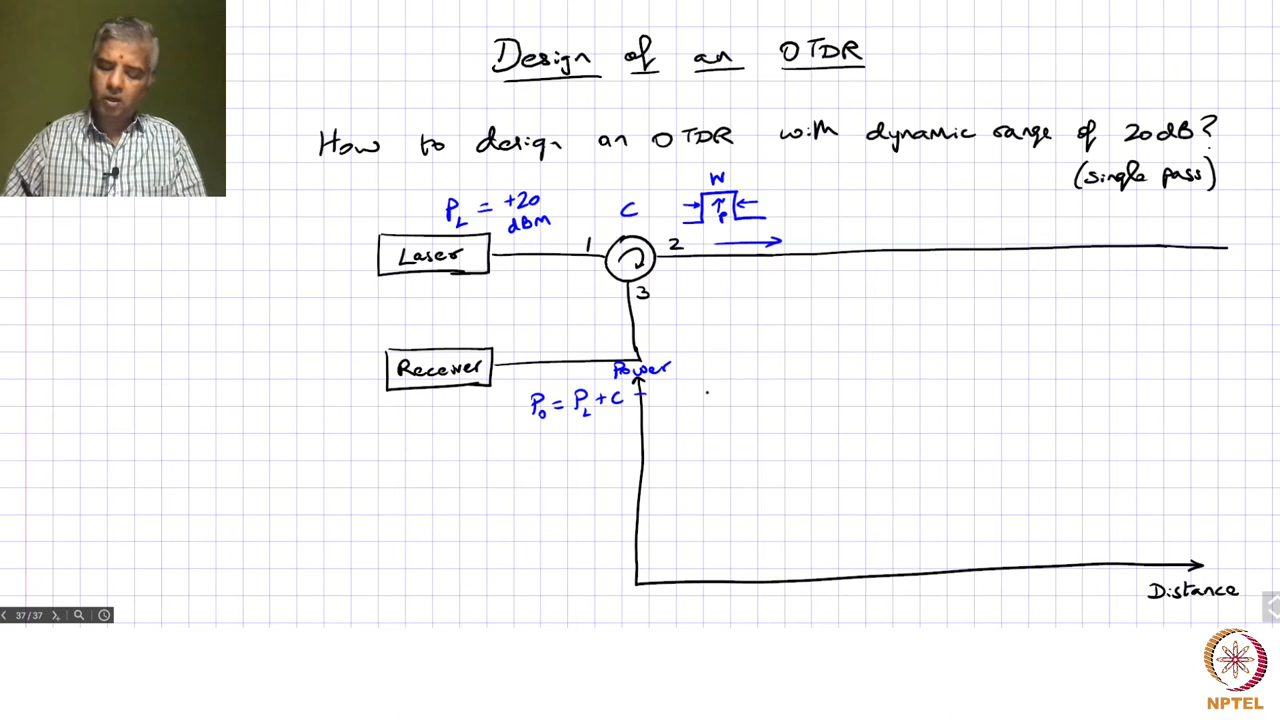 Design of an OTDR
How to design an OTDR with dynamic range of 20dB?
(single pass)
P_L = +20 dBm
C
W
P
Laser
1
2
3
Receiver
Power
P_0 = P_L + C -
Distance
37/37
NPTEL